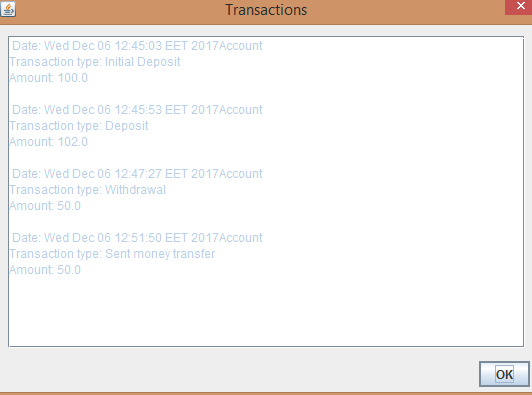 Transactions
Date: Wed Dec 06 12:45:03 EET 2017Account
Transaction type: Initial Deposit
Amount: 100.0
Date: Wed Dec 06 12:45:53 EET 2017Account
Transaction type: Deposit
Amount: 102.0
Date: Wed Dec 06 12:47:27 EET 2017Account
Transaction type: Withdrawal
Amount: 50.0
Date: Wed Dec 06 12:51:50 EET 2017Account
Transaction type: Sent money transfer
Amount: 50.0
OK